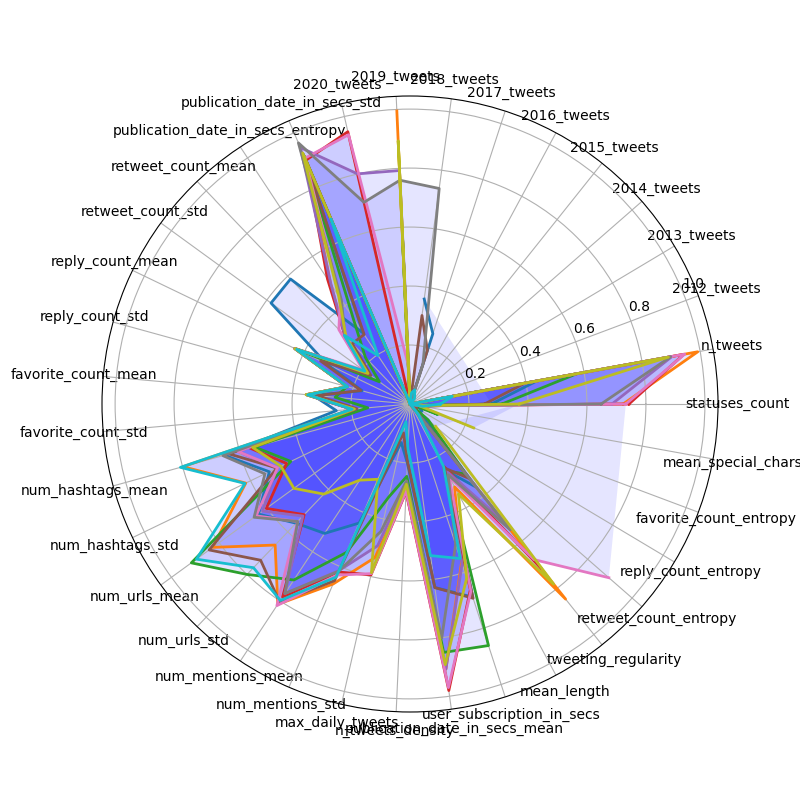 2019_tweets
2018_tweets
2020_tweets
2017_tweets
publication_date_in_secs_std
2016_tweets
publication_date_in_secs_entropy
2015_tweets
retweet_count_mean
2014_tweets
retweet_count_std
2013_tweets
reply_count_mean
1.0
2012_tweets
0.8
reply_count_std
0.6
n_tweets
0.4
0.2
favorite_count_mean
statuses_count
favorite_count_std
mean_special_chars
num_hashtags_mean
favorite_count_entropy
num_hashtags_std
reply_count_entropy
num_urls_mean
retweet_count_entropy
num_urls_std
tweeting_regularity
num_mentions_mean
mean_length
num_mentions_std
user_subscription_in_secs
max_daily_tweets
publication_date_in_secs_mean
n_tweets_density